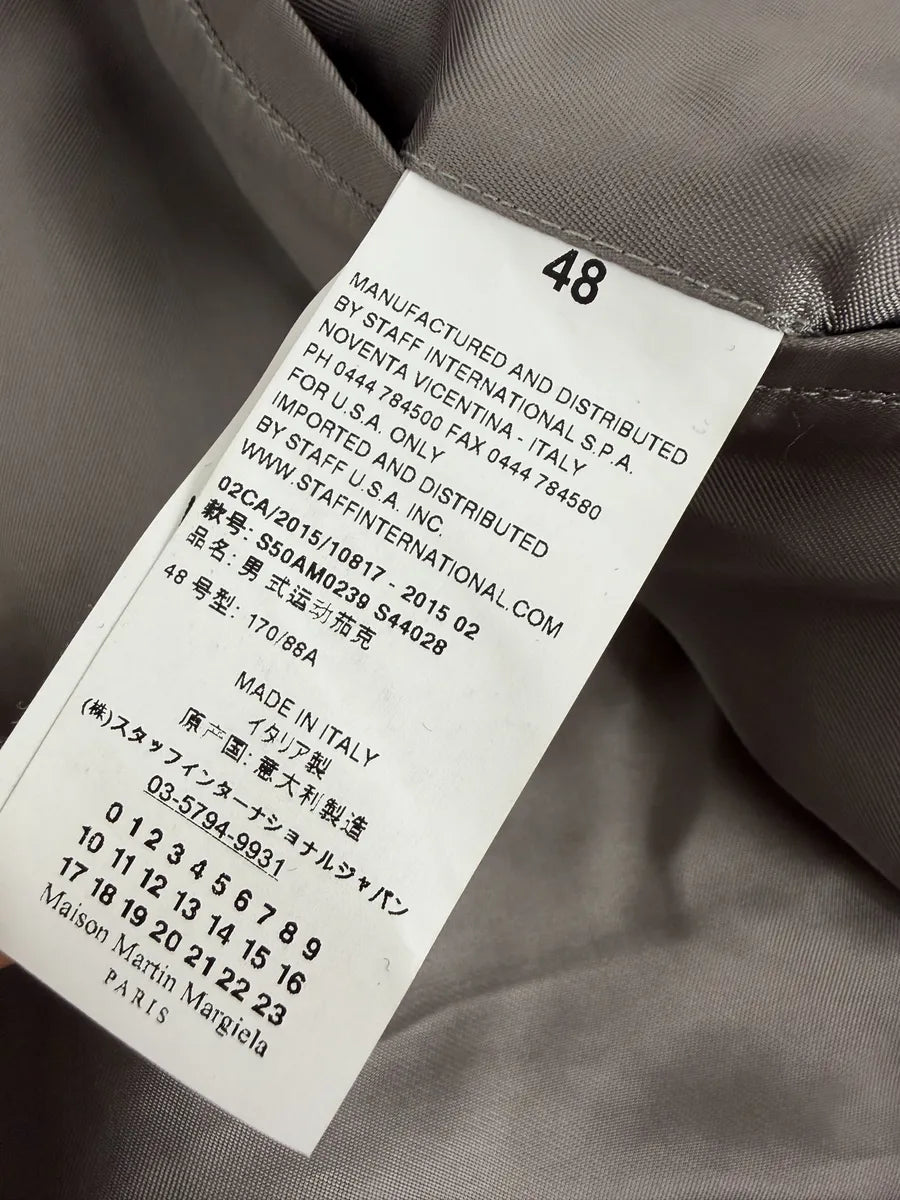 48
MANUFACTURED AND DISTRIBUTED
BY STAFF INTERNATIONAL S.P.A.
NOVENTA VICENTINA - ITALY
PH 0444 784500 FAX 0444 784580
FOR U.S.A. ONLY
IMPORTED AND DISTRIBUTED
BY STAFF U.S.A. INC.
WWW.STAFFINTERNATIONAL.COM
02CA/2015/10817 - 2015 02
款号: S50AM0239 S44028
品名: 男式运动茄克
48 号型: 170/88A
MADE IN ITALY
イタリア製
原产国: 意大利製造
(株)スタッフインターナショナルジャパン
03-5794-9931
0 1 2 3 4 5 6 7 8 9
10 11 12 13 14 15 16
17 18 19 20 21 22 23
Maison Martin Margiela
PARIS